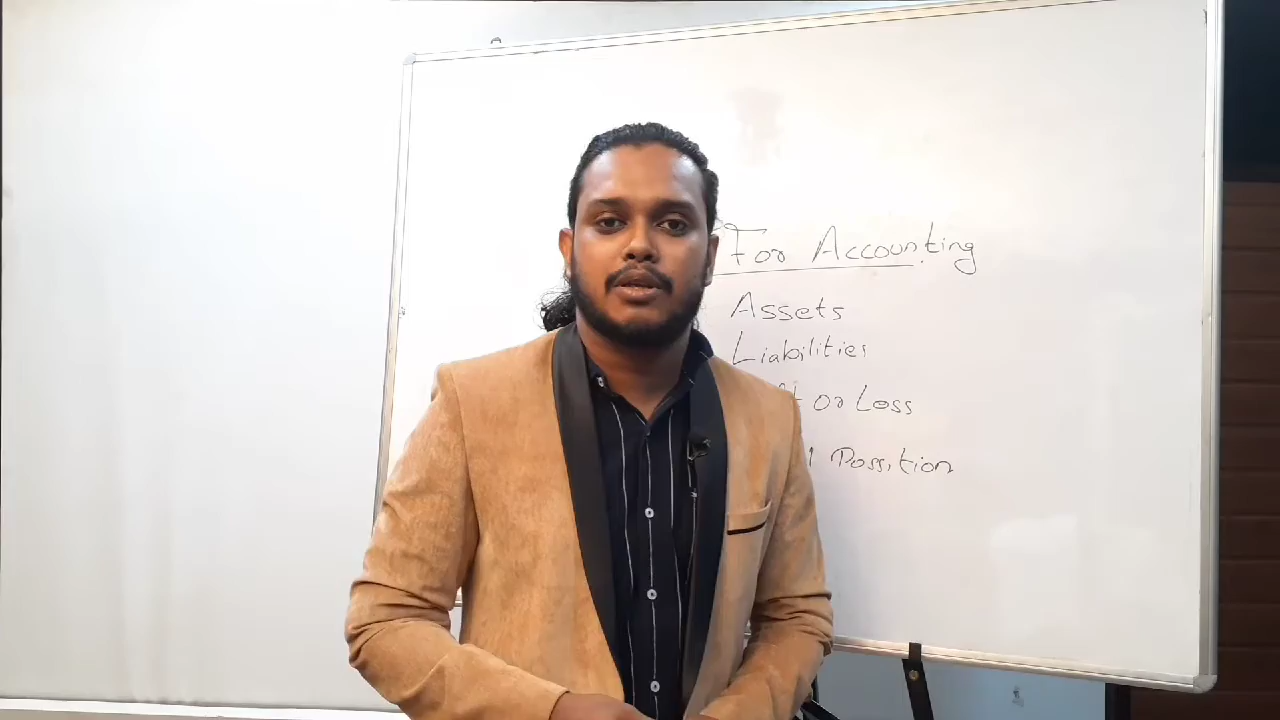 For Accounting
Assets
Liabilities
or Loss
Possition